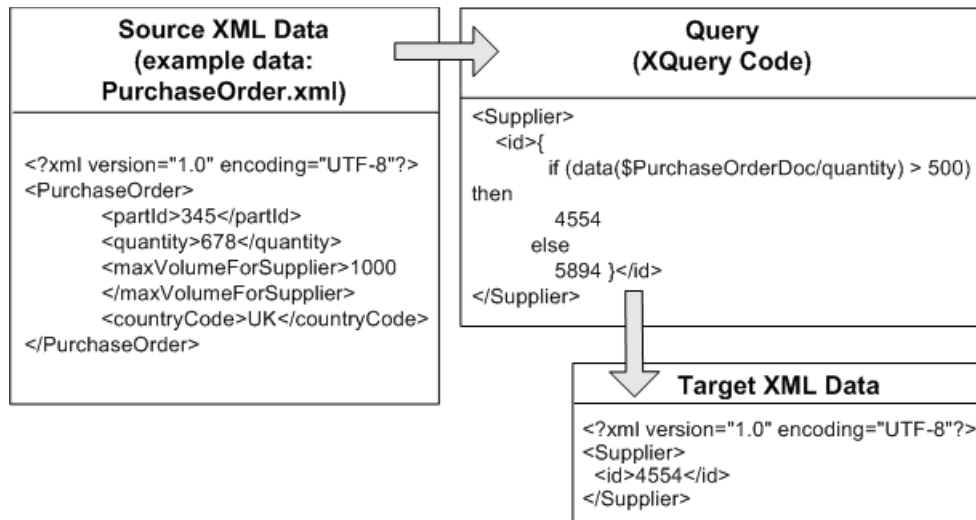 Source XML Data
(example data:
PurchaseOrder.xml)
<?xml version="1.0" encoding="UTF-8"?>
<PurchaseOrder>
<partId>345</partId>
<quantity>678</quantity>
<maxVolumeForSupplier>1000
</maxVolumeForSupplier>
<countryCode>UK</countryCode>
</PurchaseOrder>
Query
(XQuery Code)
<Supplier>
<id>{
if (data($PurchaseOrderDoc/quantity) > 500)
then
4554
else
5894 }</id>
</Supplier>
Target XML Data
<?xml version="1.0" encoding="UTF-8"?>
<Supplier>
<id>4554</id>
</Supplier>